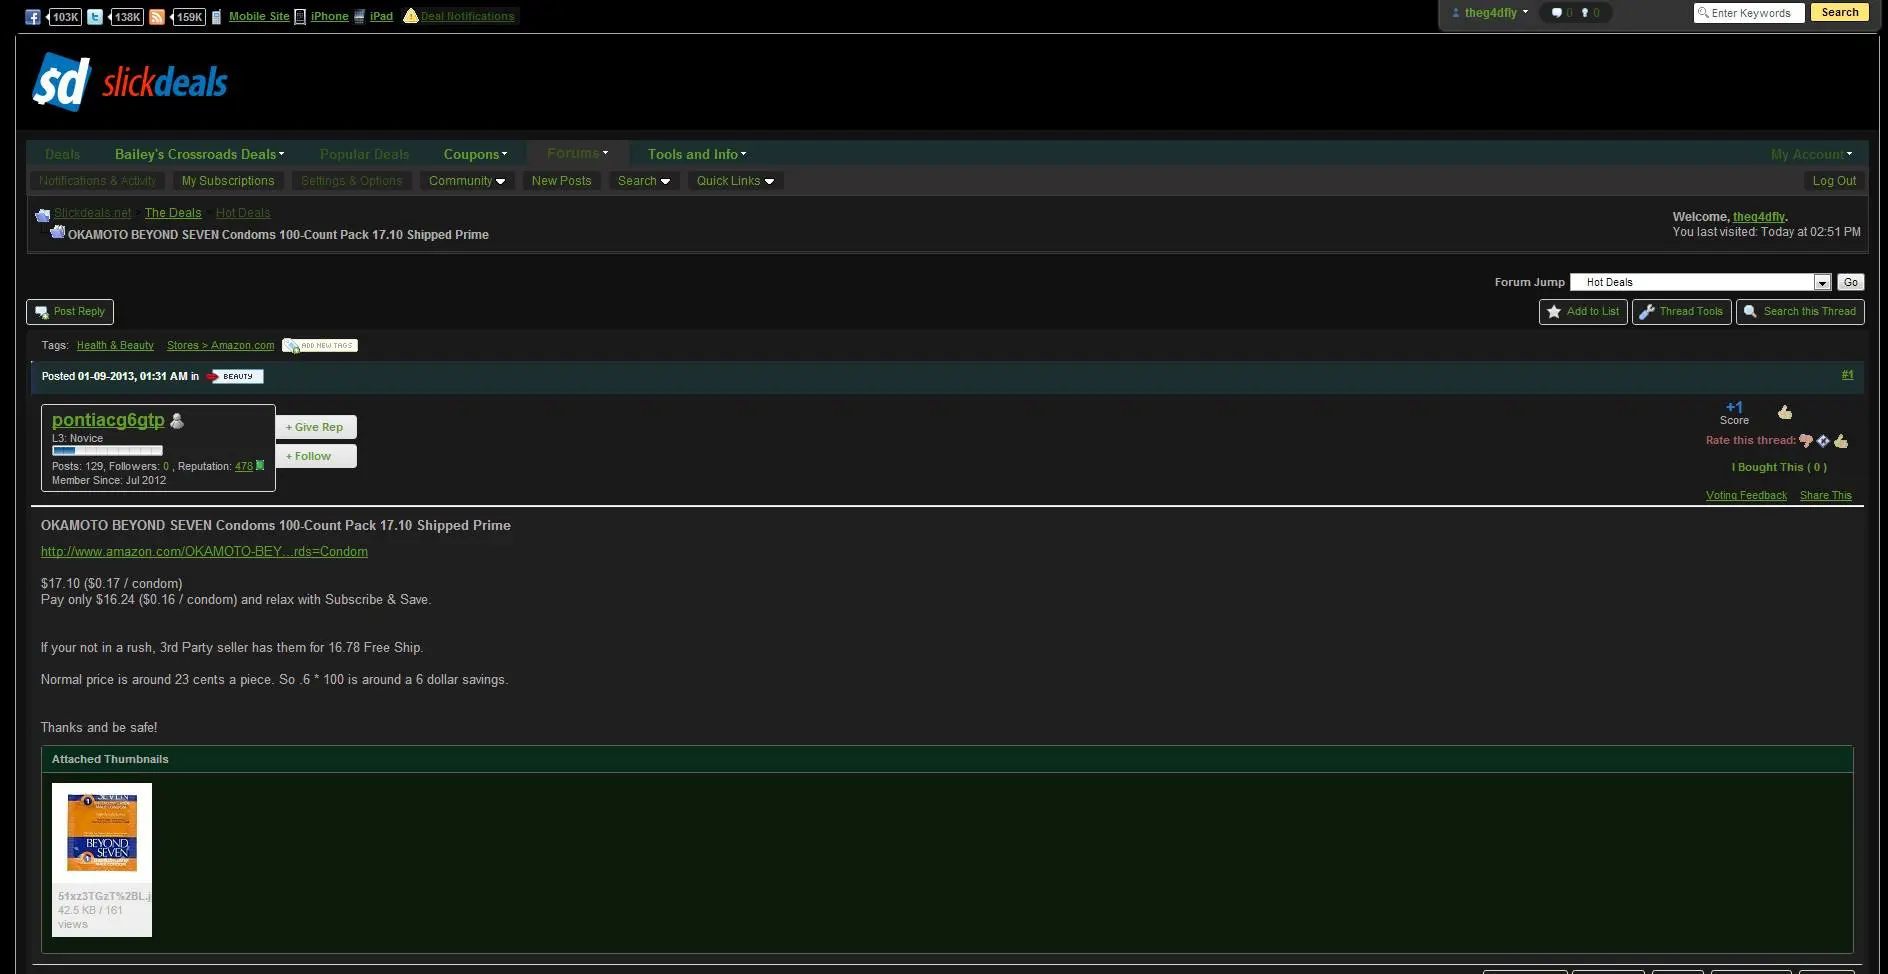 103K 138K 159K Mobile Site iPhone iPad Deal Notifications
theg4dfly 0 0 Enter Keywords Search
sd slickdeals
Deals Bailey's Crossroads Deals Popular Deals Coupons Forums Tools and Info My Account
Notifications & Activity My Subscriptions Settings & Options Community New Posts Search Quick Links Log Out
Slickdeals.net > The Deals > Hot Deals
OKAMOTO BEYOND SEVEN Condoms 100-Count Pack 17.10 Shipped Prime
Welcome, theg4dfly.
You last visited: Today at 02:51 PM
Forum Jump Hot Deals Go
Post Reply Add to List Thread Tools Search this Thread
Tags: Health & Beauty Stores > Amazon.com ADD NEW TAGS
Posted 01-09-2013, 01:31 AM in BEAUTY #1
pontiacg6gtp
L3: Novice
Posts: 129, Followers: 0 , Reputation: 478
Member Since: Jul 2012
+ Give Rep
+ Follow
+1
Score
Rate this thread:
I Bought This ( 0 )
Voting Feedback Share This
OKAMOTO BEYOND SEVEN Condoms 100-Count Pack 17.10 Shipped Prime
http://www.amazon.com/OKAMOTO-BEY...rds=Condom
$17.10 ($0.17 / condom)
Pay only $16.24 ($0.16 / condom) and relax with Subscribe & Save.
If your not in a rush, 3rd Party seller has them for 16.78 Free Ship.
Normal price is around 23 cents a piece. So .6 * 100 is around a 6 dollar savings.
Thanks and be safe!
Attached Thumbnails
SEVEN
BEYOND
SEVEN
51xz3TGzT%2BL.j
42.5 KB / 161
views